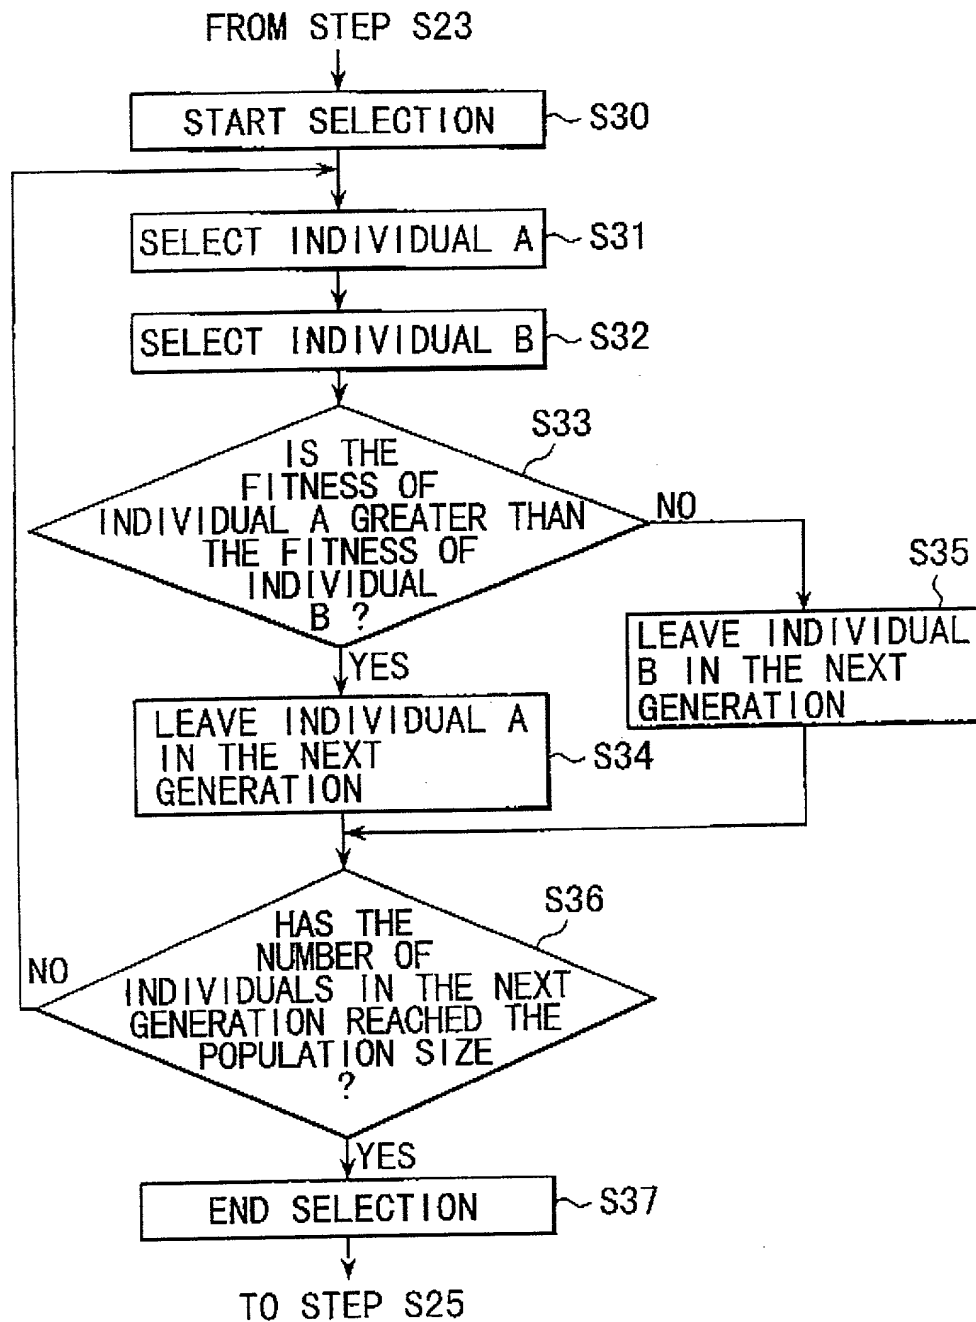 FROM STEP S23
START SELECTION
S30
SELECT INDIVIDUAL A
S31
SELECT INDIVIDUAL B
S32
S33
IS THE
FITNESS OF
INDIVIDUAL A GREATER THAN
THE FITNESS OF
INDIVIDUAL
B ?
NO
YES
S35
LEAVE INDIVIDUAL
B IN THE NEXT
GENERATION
LEAVE INDIVIDUAL A
IN THE NEXT
GENERATION
S34
S36
HAS THE
NUMBER OF
INDIVIDUALS IN THE NEXT
GENERATION REACHED THE
POPULATION SIZE
?
NO
YES
END SELECTION
S37
TO STEP S25